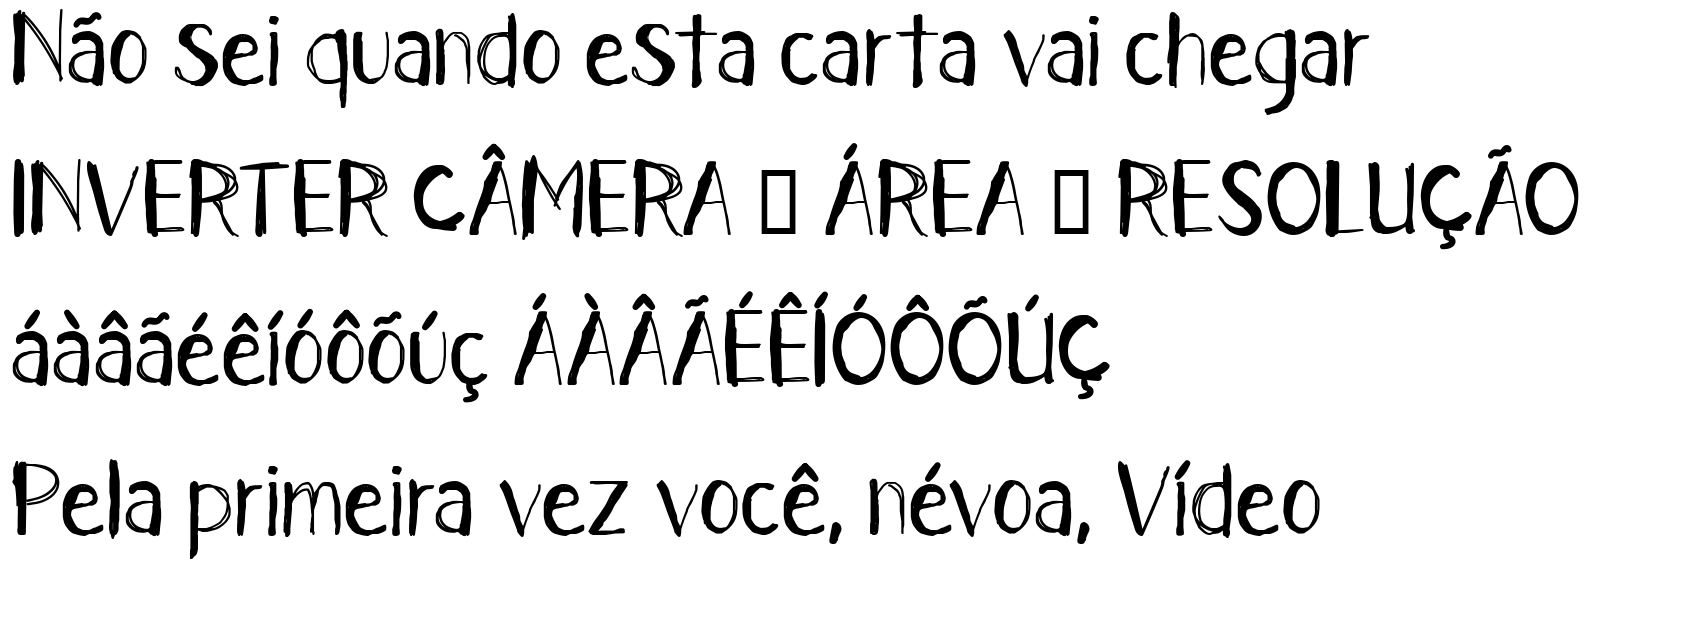 Não sei quando esta carta vai chegar
INVERTER CÂMERA □ ÁREA □ RESOLUÇÃO
áàâãéêíóôõúç ÁÀÂÃÉÊÍÓÔÕÚÇ
Pela primeira vez você, névoa, Vídeo